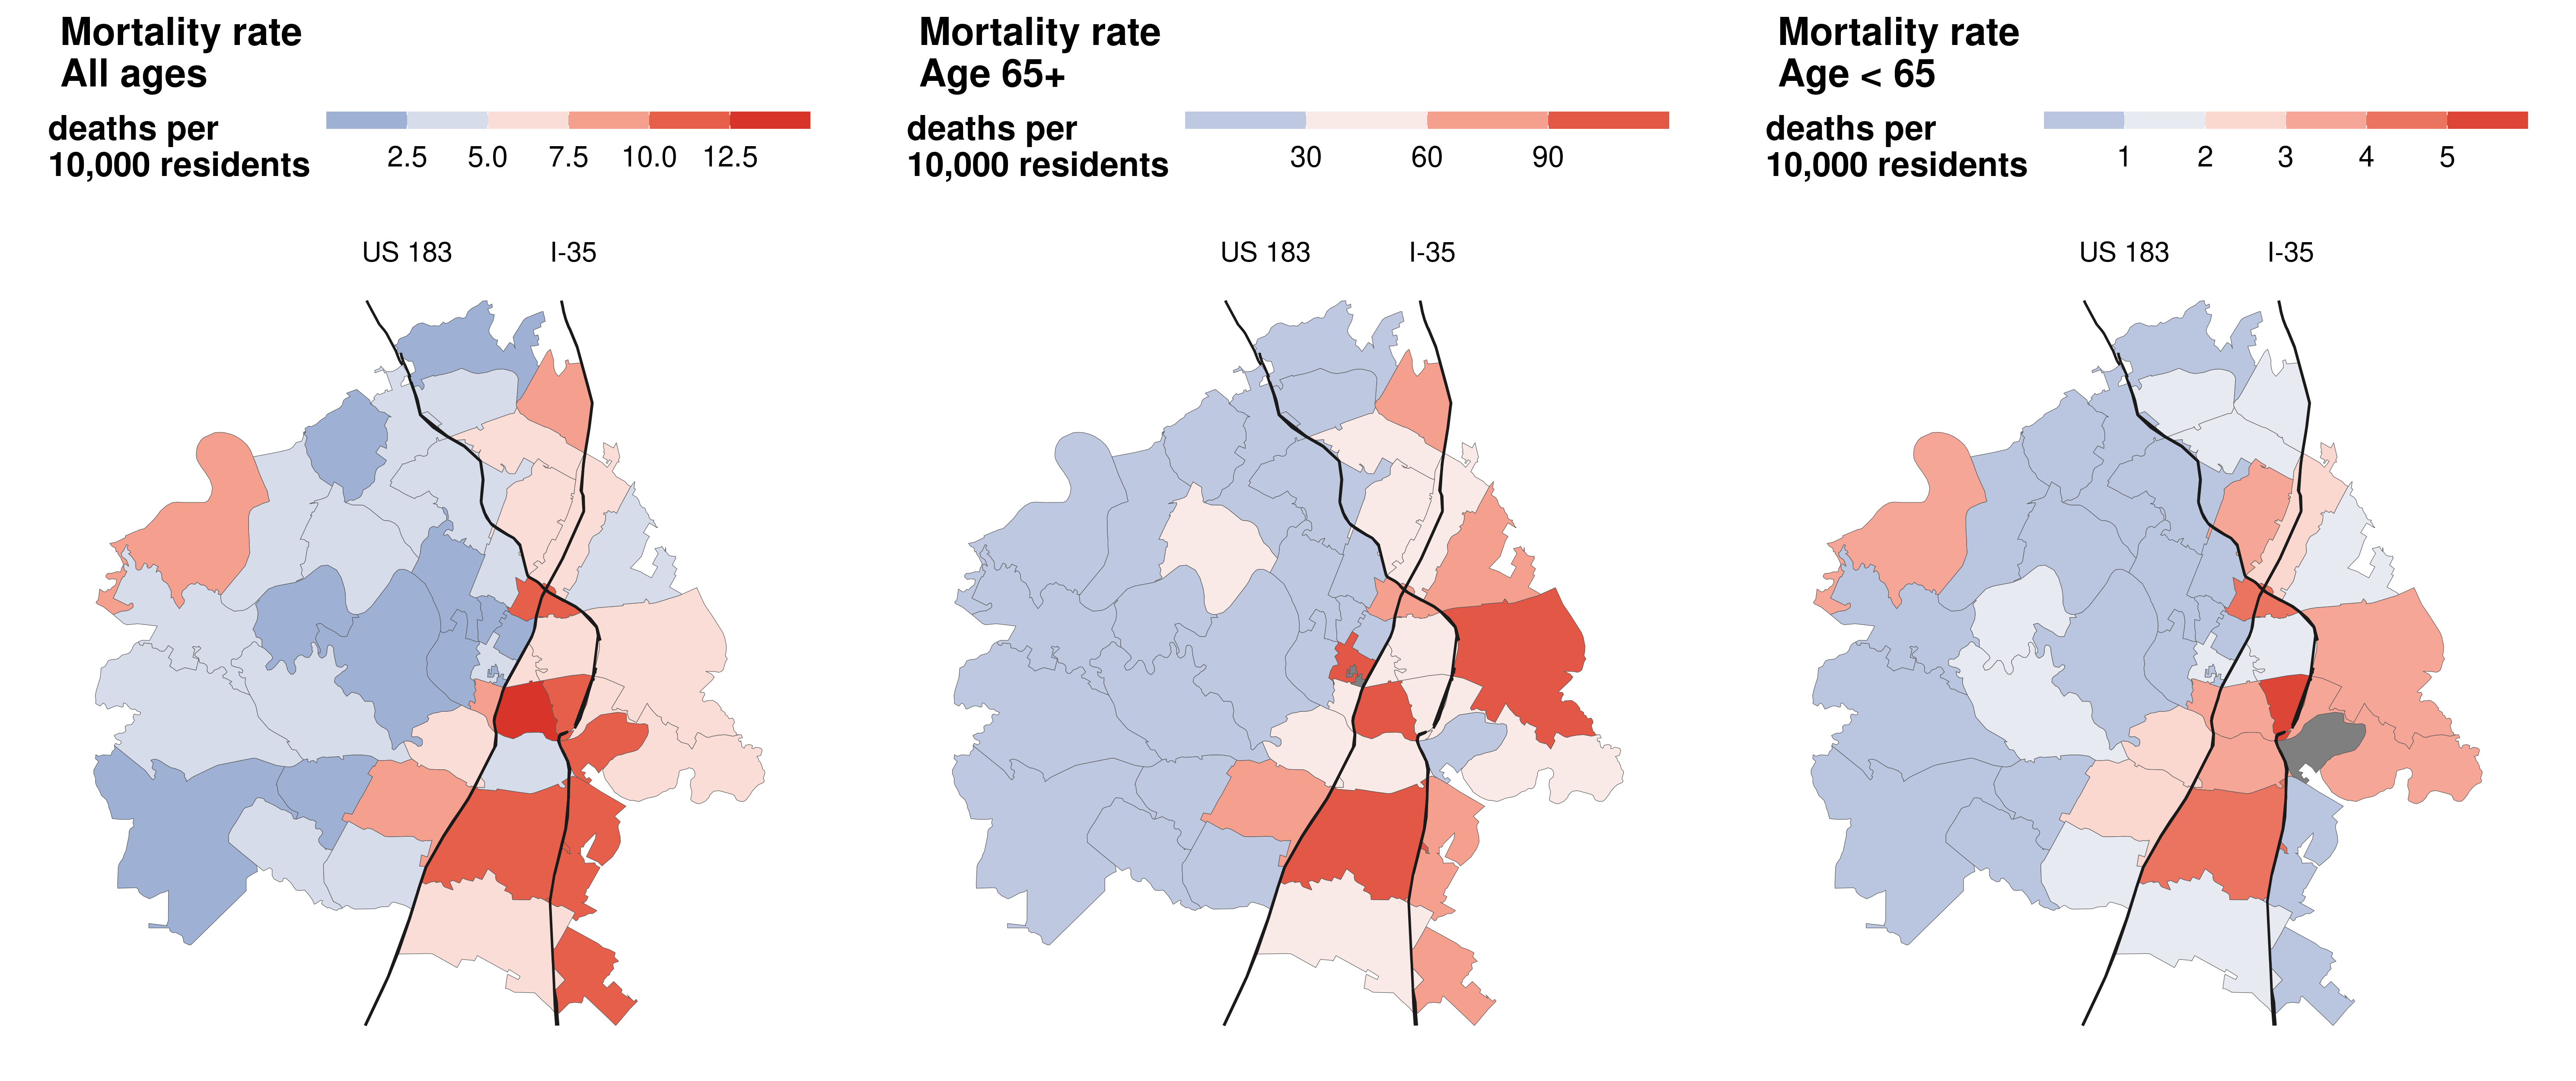 Mortality rate
All ages
deaths per
10,000 residents
2.5 5.0 7.5 10.0 12.5
US 183 I-35
Mortality rate
Age 65+
deaths per
10,000 residents
30 60 90
US 183 I-35
Mortality rate
Age < 65
deaths per
10,000 residents
1 2 3 4 5
US 183 I-35